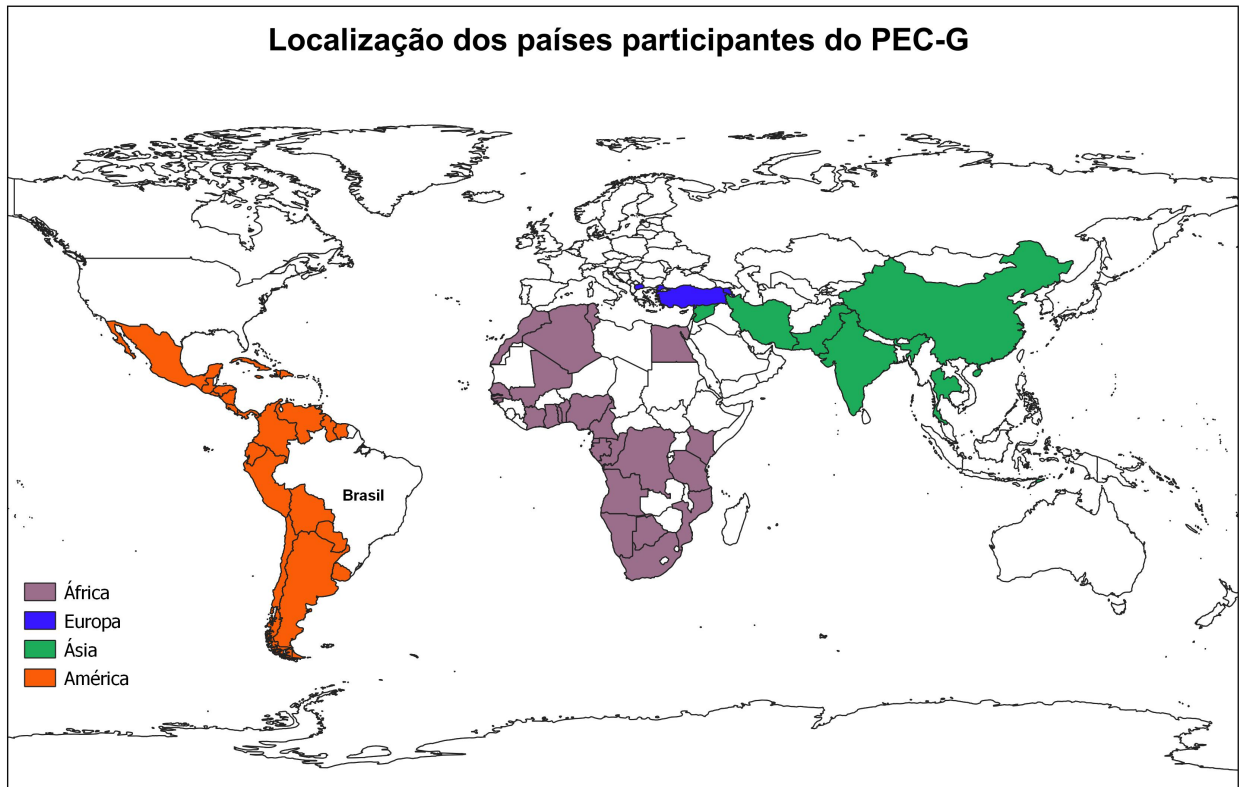 Localização dos países participantes do PEC-G
Brasil
África
Europa
Ásia
América